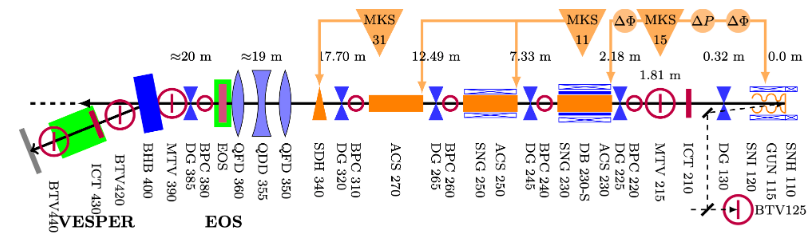 MKS
31
MKS
11
ΔΦ
MKS
15
ΔP
ΔΦ
≈20 m
≈19 m
17.70 m
12.49 m
7.33 m
2.18 m
0.32 m
0.0 m
1.81 m
BTV440
ICT 430
BTV420
BHB 400
MTV 390
DG 385
BPC 380
EOS
QFD 360
QDD 355
QFD 350
SDH 340
DG 320
BPC 310
ACS 270
DG 265
BPC 260
SNG 250
ACS 250
DG 245
BPC 240
SNG 230
DB 230-S
ACS 230
DG 225
BPC 220
MTV 215
ICT 210
DG 130
SNI 120
GUN 115
SNH 110
BTV125
VESPER
EOS